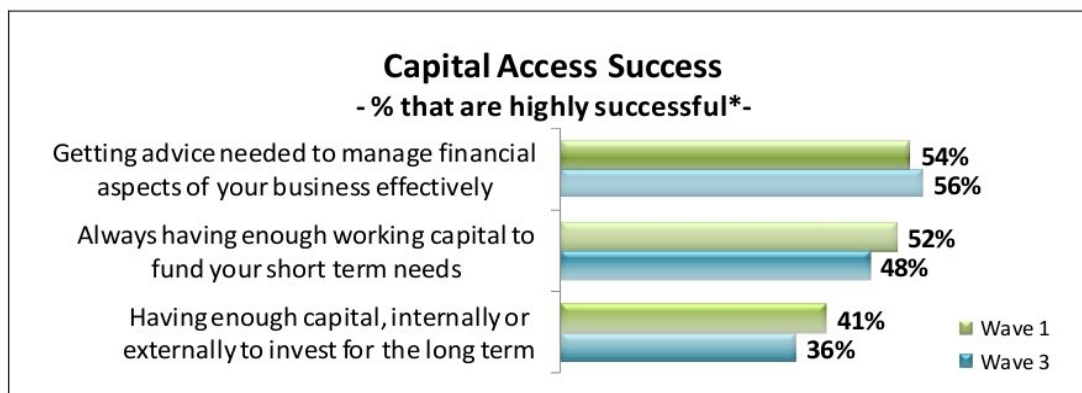 Capital Access Success
- % that are highly successful*-
Getting advice needed to manage financial
aspects of your business effectively
54%
56%
Always having enough working capital to
fund your short term needs
52%
48%
Having enough capital, internally or
externally to invest for the long term
41%
36%
Wave 1
Wave 3